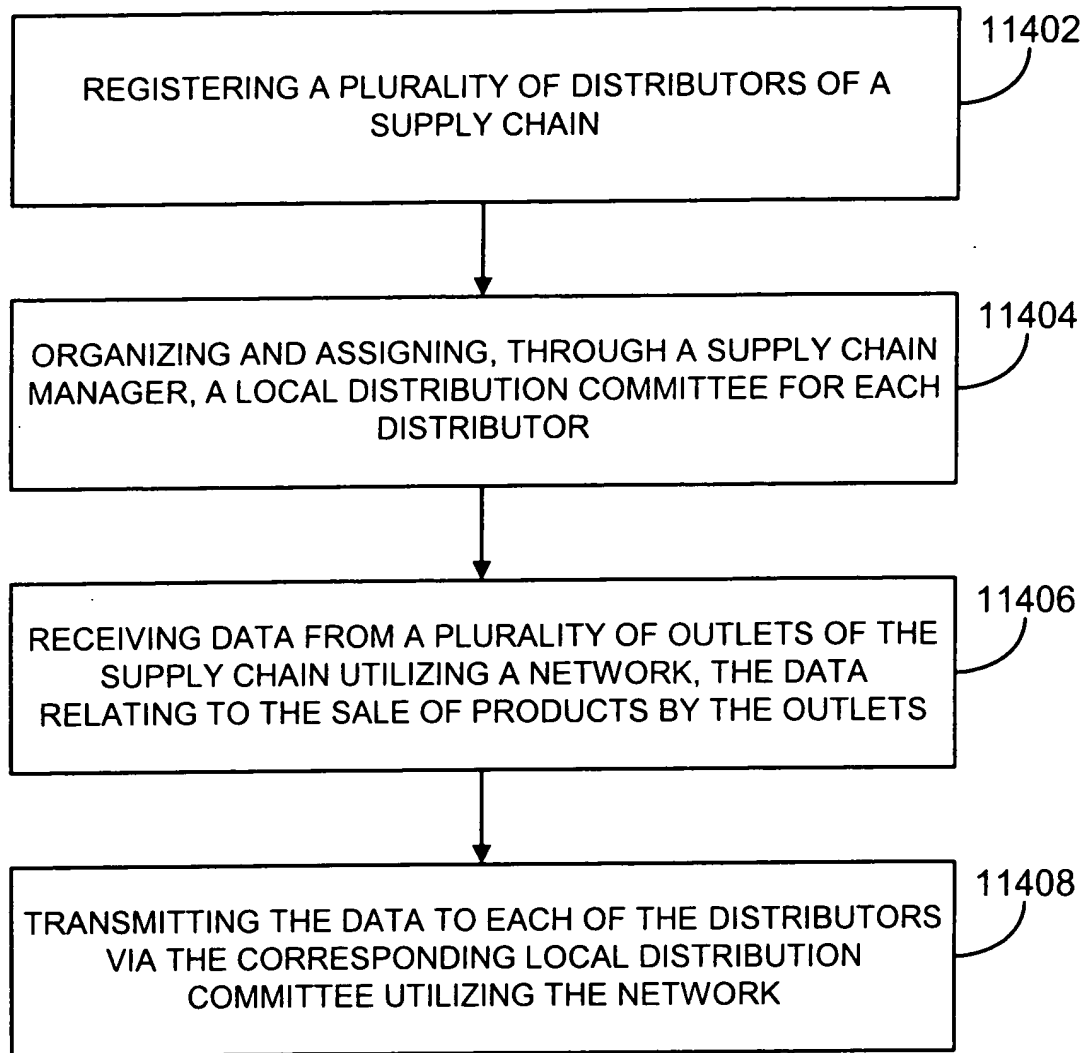 11402
REGISTERING A PLURALITY OF DISTRIBUTORS OF A
SUPPLY CHAIN
11404
ORGANIZING AND ASSIGNING, THROUGH A SUPPLY CHAIN
MANAGER, A LOCAL DISTRIBUTION COMMITTEE FOR EACH
DISTRIBUTOR
11406
RECEIVING DATA FROM A PLURALITY OF OUTLETS OF THE
SUPPLY CHAIN UTILIZING A NETWORK, THE DATA
RELATING TO THE SALE OF PRODUCTS BY THE OUTLETS
11408
TRANSMITTING THE DATA TO EACH OF THE DISTRIBUTORS
VIA THE CORRESPONDING LOCAL DISTRIBUTION
COMMITTEE UTILIZING THE NETWORK